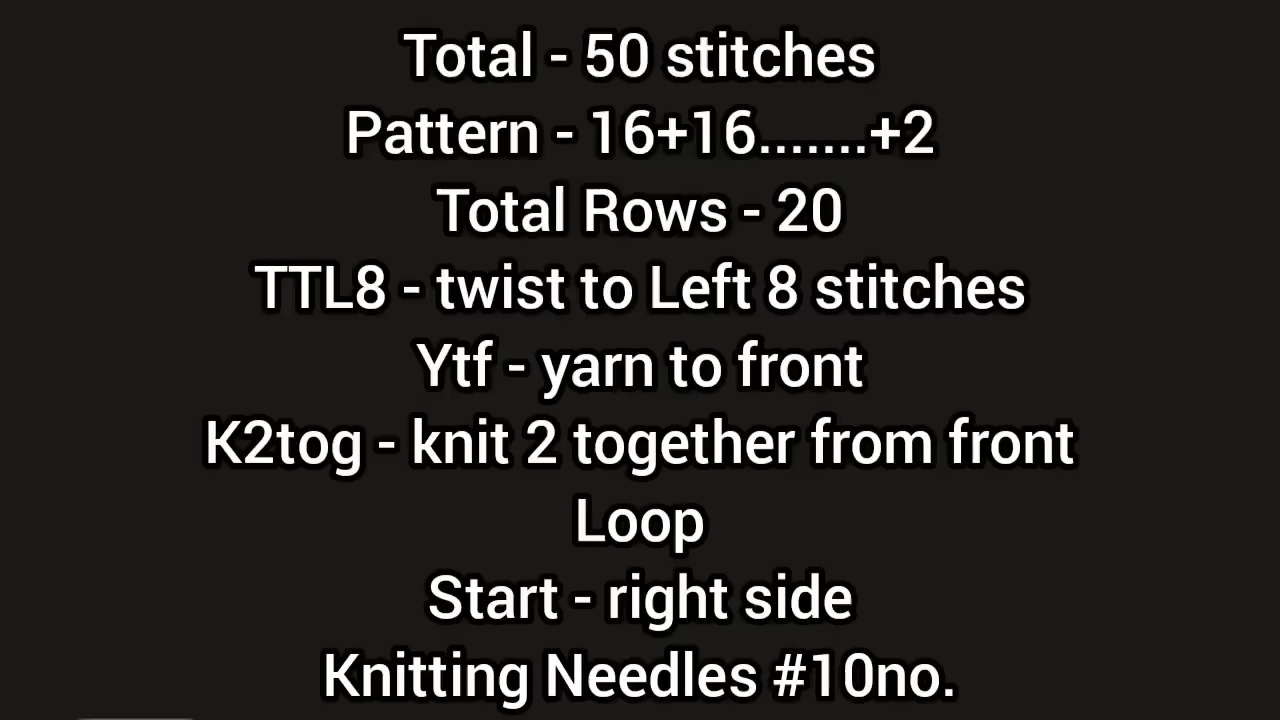 Total - 50 stitches
Pattern - 16+16.......+2
Total Rows - 20
TTL8 - twist to Left 8 stitches
Ytf - yarn to front
K2tog - knit 2 together from front
Loop
Start - right side
Knitting Needles #10no.